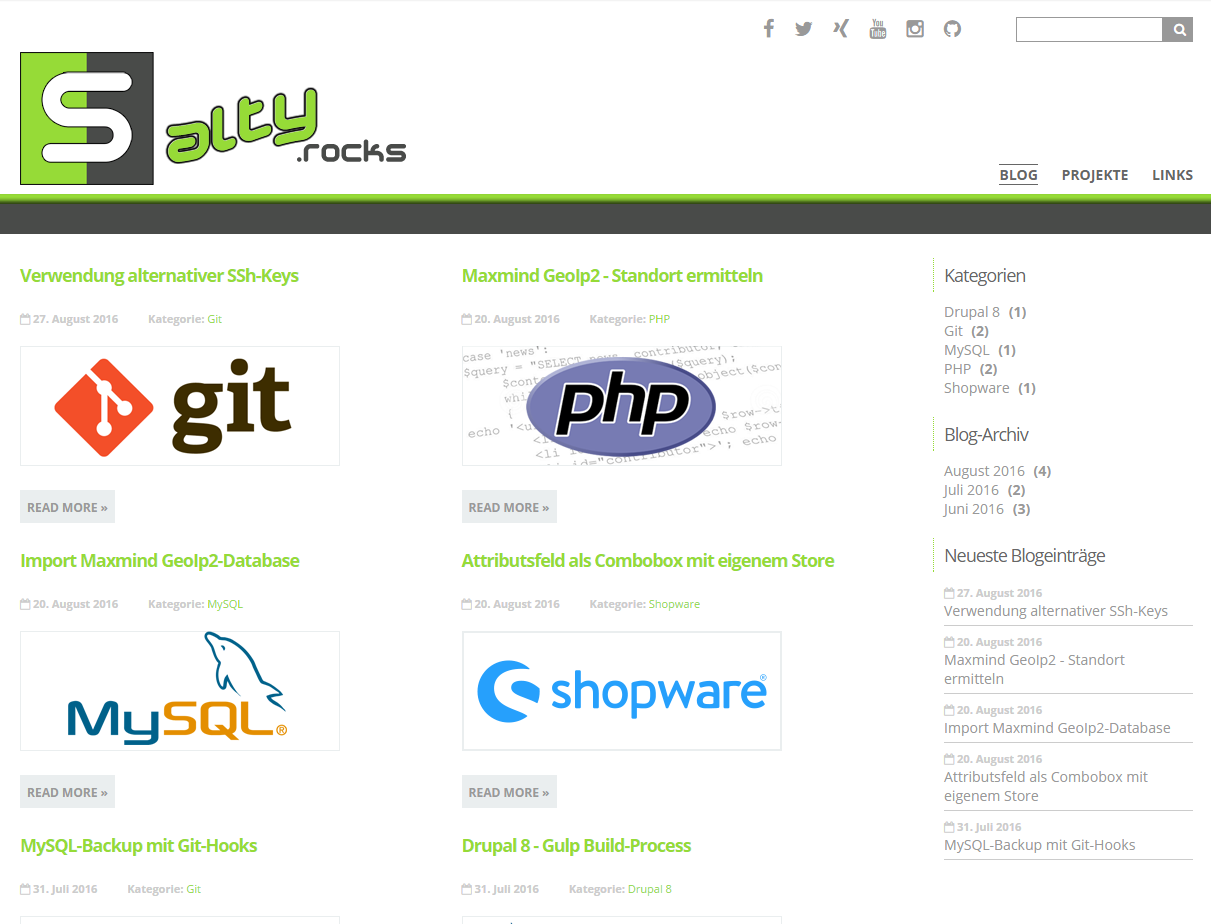 S alty .rocks
BLOG PROJEKTE LINKS
Verwendung alternativer SSh-Keys
27. August 2016 Kategorie: Git
git
READ MORE »
Maxmind GeoIp2 - Standort ermitteln
20. August 2016 Kategorie: PHP
case 'news':
$query = "SELECT rows, contributor, c
$conte ($query);
whil object($con
{ $row->t
echo '<u echo $row-
<l '; echo
<li id="contributor">
php
READ MORE »
Import Maxmind GeoIp2-Database
20. August 2016 Kategorie: MySQL
MySQL®
READ MORE »
Attributsfeld als Combobox mit eigenem Store
20. August 2016 Kategorie: Shopware
shopware®
READ MORE »
MySQL-Backup mit Git-Hooks
31. Juli 2016 Kategorie: Git
Drupal 8 - Gulp Build-Process
31. Juli 2016 Kategorie: Drupal 8
Kategorien
Drupal 8 (1)
Git (2)
MySQL (1)
PHP (2)
Shopware (1)
Blog-Archiv
August 2016 (4)
Juli 2016 (2)
Juni 2016 (3)
Neueste Blogeinträge
27. August 2016
Verwendung alternativer SSh-Keys
20. August 2016
Maxmind GeoIp2 - Standort
ermitteln
20. August 2016
Import Maxmind GeoIp2-Database
20. August 2016
Attributsfeld als Combobox mit
eigenem Store
31. Juli 2016
MySQL-Backup mit Git-Hooks